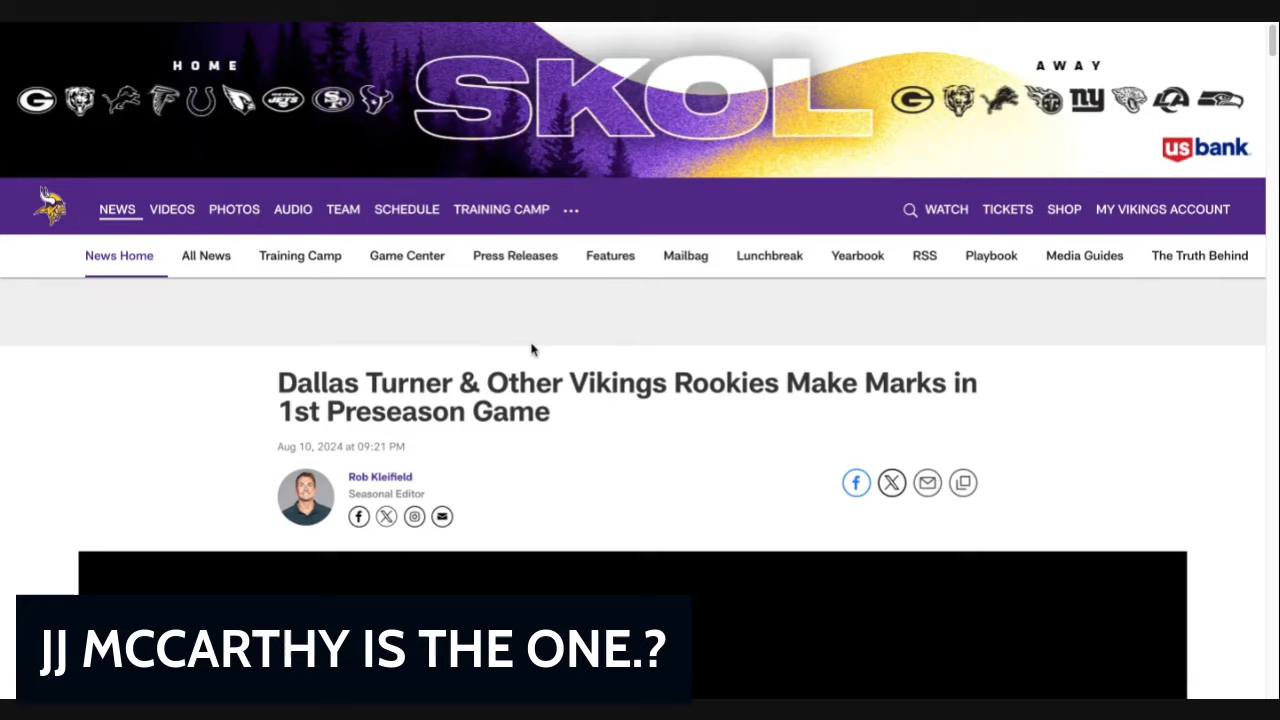 HOME
SKOL
AWAY
usbank
NEWS VIDEOS PHOTOS AUDIO TEAM SCHEDULE TRAINING CAMP ... WATCH TICKETS SHOP MY VIKINGS ACCOUNT
News Home All News Training Camp Game Center Press Releases Features Mailbag Lunchbreak Yearbook RSS Playbook Media Guides The Truth Behind
Dallas Turner & Other Vikings Rookies Make Marks in
1st Preseason Game
Aug 10, 2024 at 09:21 PM
Rob Kleifield
Seasonal Editor
JJ MCCARTHY IS THE ONE.?